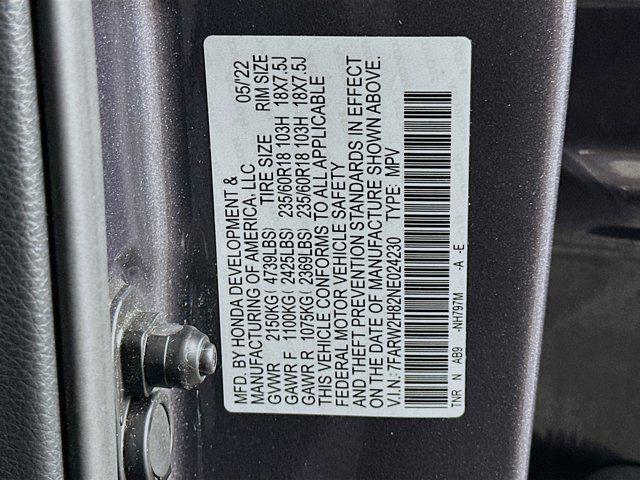 MFD. BY HONDA DEVELOPMENT &
MANUFACTURING OF AMERICA, LLC 05/'22
GVWR 2150KG( 4739LBS) TIRE SIZE RIM SIZE
GAWR F 1100KG( 2425LBS) 235/60R18 103H 18X7.5J
GAWR R 1075KG( 2369LBS) 235/60R18 103H 18X7.5J
THIS VEHICLE CONFORMS TO ALL APPLICABLE
FEDERAL MOTOR VEHICLE SAFETY
AND THEFT PREVENTION STANDARDS IN EFFECT
ON THE DATE OF MANUFACTURE SHOWN ABOVE.
V.I.N.: 7FARW2H82NE024230 TYPE: MPV
TNR N AB9 -NH797M -A -E